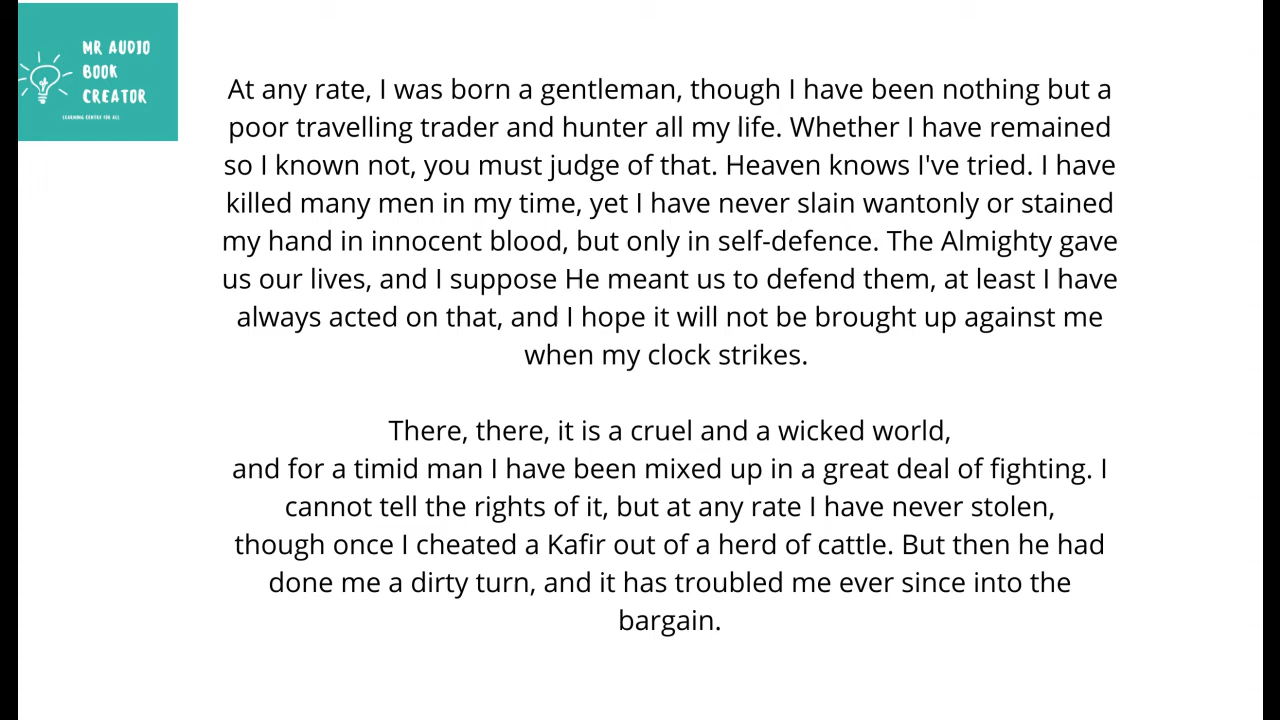 MR AUDIO
BOOK
CREATOR
LEARNING CENTRE FOR ALL
At any rate, I was born a gentleman, though I have been nothing but a
poor travelling trader and hunter all my life. Whether I have remained
so I known not, you must judge of that. Heaven knows I've tried. I have
killed many men in my time, yet I have never slain wantonly or stained
my hand in innocent blood, but only in self-defence. The Almighty gave
us our lives, and I suppose He meant us to defend them, at least I have
always acted on that, and I hope it will not be brought up against me
when my clock strikes.
There, there, it is a cruel and a wicked world,
and for a timid man I have been mixed up in a great deal of fighting. I
cannot tell the rights of it, but at any rate I have never stolen,
though once I cheated a Kafir out of a herd of cattle. But then he had
done me a dirty turn, and it has troubled me ever since into the
bargain.